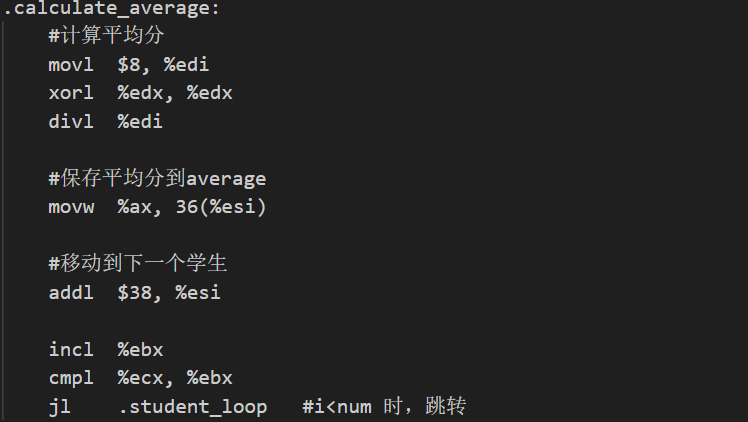 .calculate_average:
#计算平均分
movl $8, %edi
xorl %edx, %edx
divl %edi
#保存平均分到average
movw %ax, 36(%esi)
#移动到下一个学生
addl $38, %esi
incl %ebx
cmpl %ecx, %ebx
jl .student_loop #i<num 时，跳转